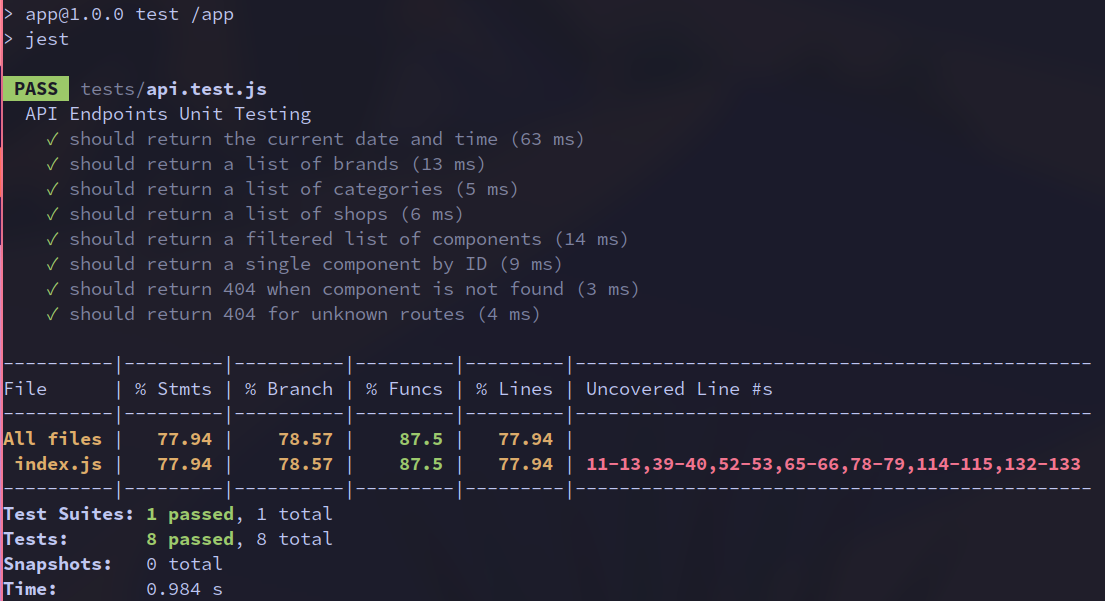 > app@1.0.0 test /app
> jest
PASS tests/api.test.js
API Endpoints Unit Testing
✓ should return the current date and time (63 ms)
✓ should return a list of brands (13 ms)
✓ should return a list of categories (5 ms)
✓ should return a list of shops (6 ms)
✓ should return a filtered list of components (14 ms)
✓ should return a single component by ID (9 ms)
✓ should return 404 when component is not found (3 ms)
✓ should return 404 for unknown routes (4 ms)
----------|---------|----------|---------|---------|-----------------------------------------------
File      | % Stmts | % Branch | % Funcs | % Lines | Uncovered Line #s
----------|---------|----------|---------|---------|-----------------------------------------------
All files |   77.94 |    78.57 |    87.5 |   77.94 |
 index.js |   77.94 |    78.57 |    87.5 |   77.94 | 11-13,39-40,52-53,65-66,78-79,114-115,132-133
----------|---------|----------|---------|---------|-----------------------------------------------
Test Suites: 1 passed, 1 total
Tests:       8 passed, 8 total
Snapshots:   0 total
Time:        0.984 s